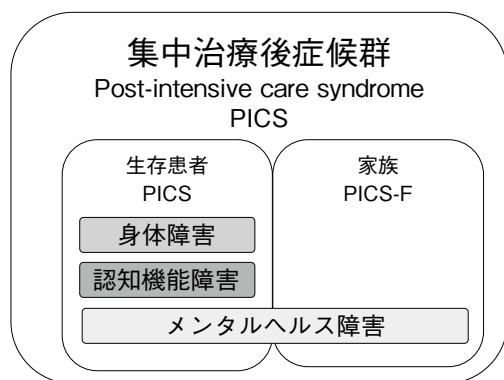 集中治療後症候群
Post-intensive care syndrome
PICS
生存患者
PICS
家族
PICS-F
身体障害
認知機能障害
メンタルヘルス障害